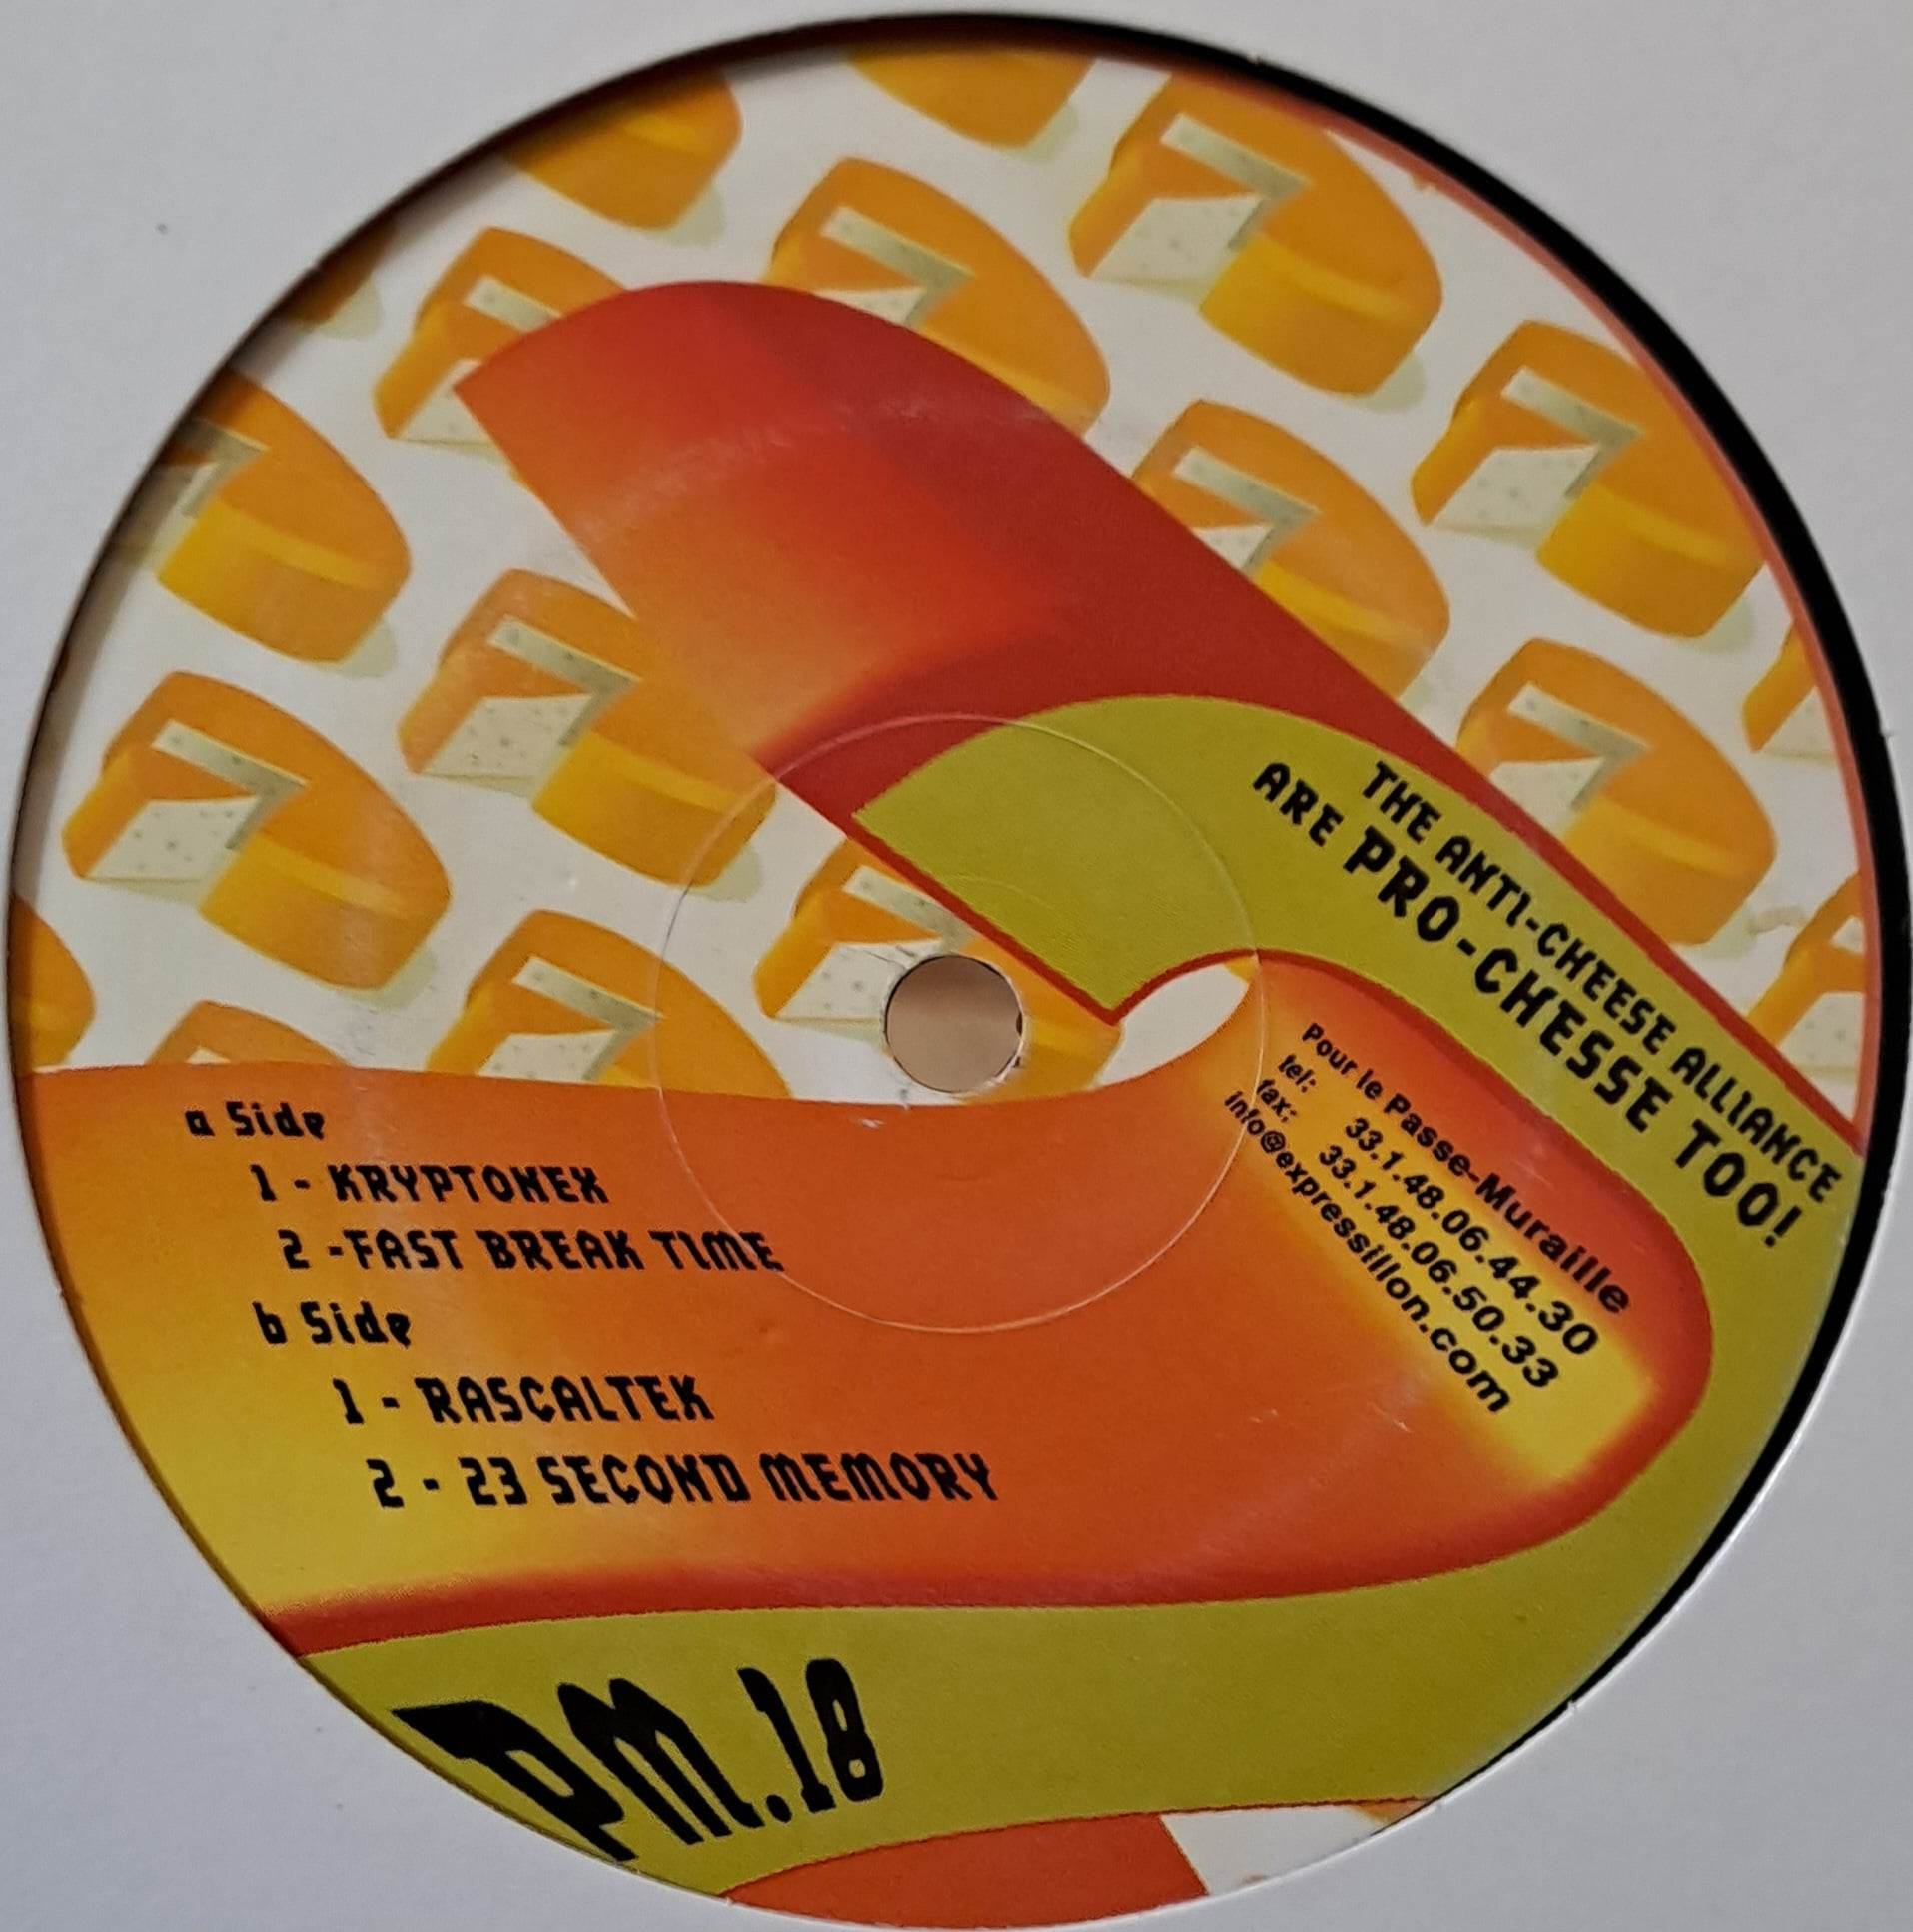 THE ANTI-CHEESE ALLIANCE
ARE PRO-CHESSE TOO!
Pour le Passe-Muraille
tel: 33.1.48.06.44.30
fax: 33.1.48.06.50.33
info@expressillon.com
a Side
1 - KRYPTONEX
2 -FAST BREAK TIME
b Side
1 - RASCALTEK
2 - 23 SECOND MEMORY
PM.18